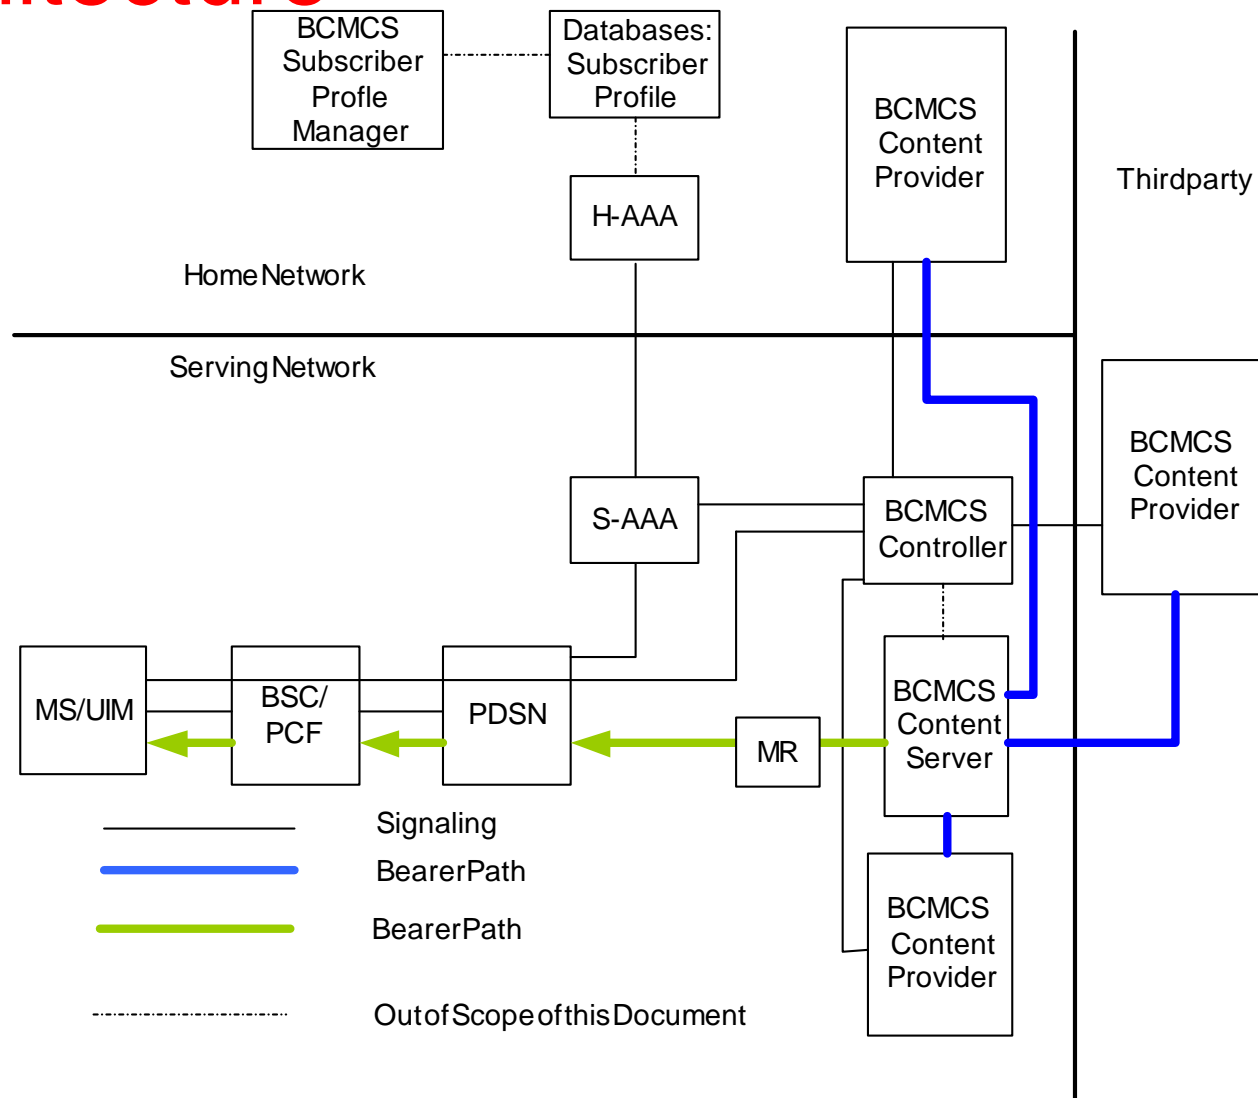 BCMCS
Subscriber
Profle
Manager
Databases:
Subscriber
Profile
BCMCS
Content
Provider
Thirdparty
H-AAA
HomeNetwork
ServingNetwork
BCMCS
Content
Provider
S-AAA
BCMCS
Controller
MS/UIM
BSC/
PCF
PDSN
MR
BCMCS
Content
Server
Signaling
BearerPath
BearerPath
BCMCS
Content
Provider
OutofScopeofthisDocument